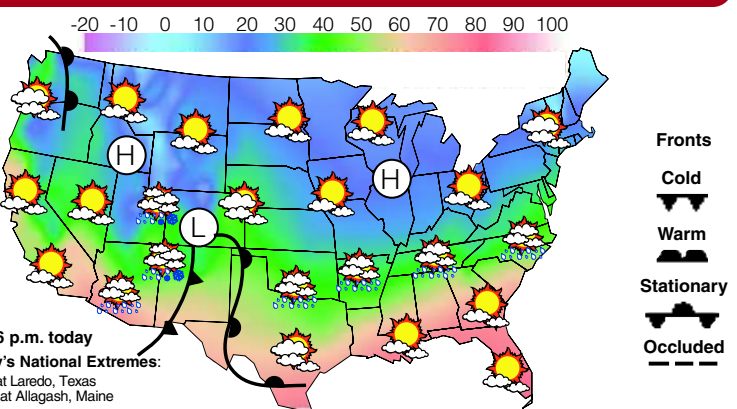 -20 -10 0 10 20 30 40 50 60 70 80 90 100
H
H
L
Fronts
Cold
Warm
Stationary
Occluded
p.m. today
National Extremes:
at Laredo, Texas
at Allagash, Maine